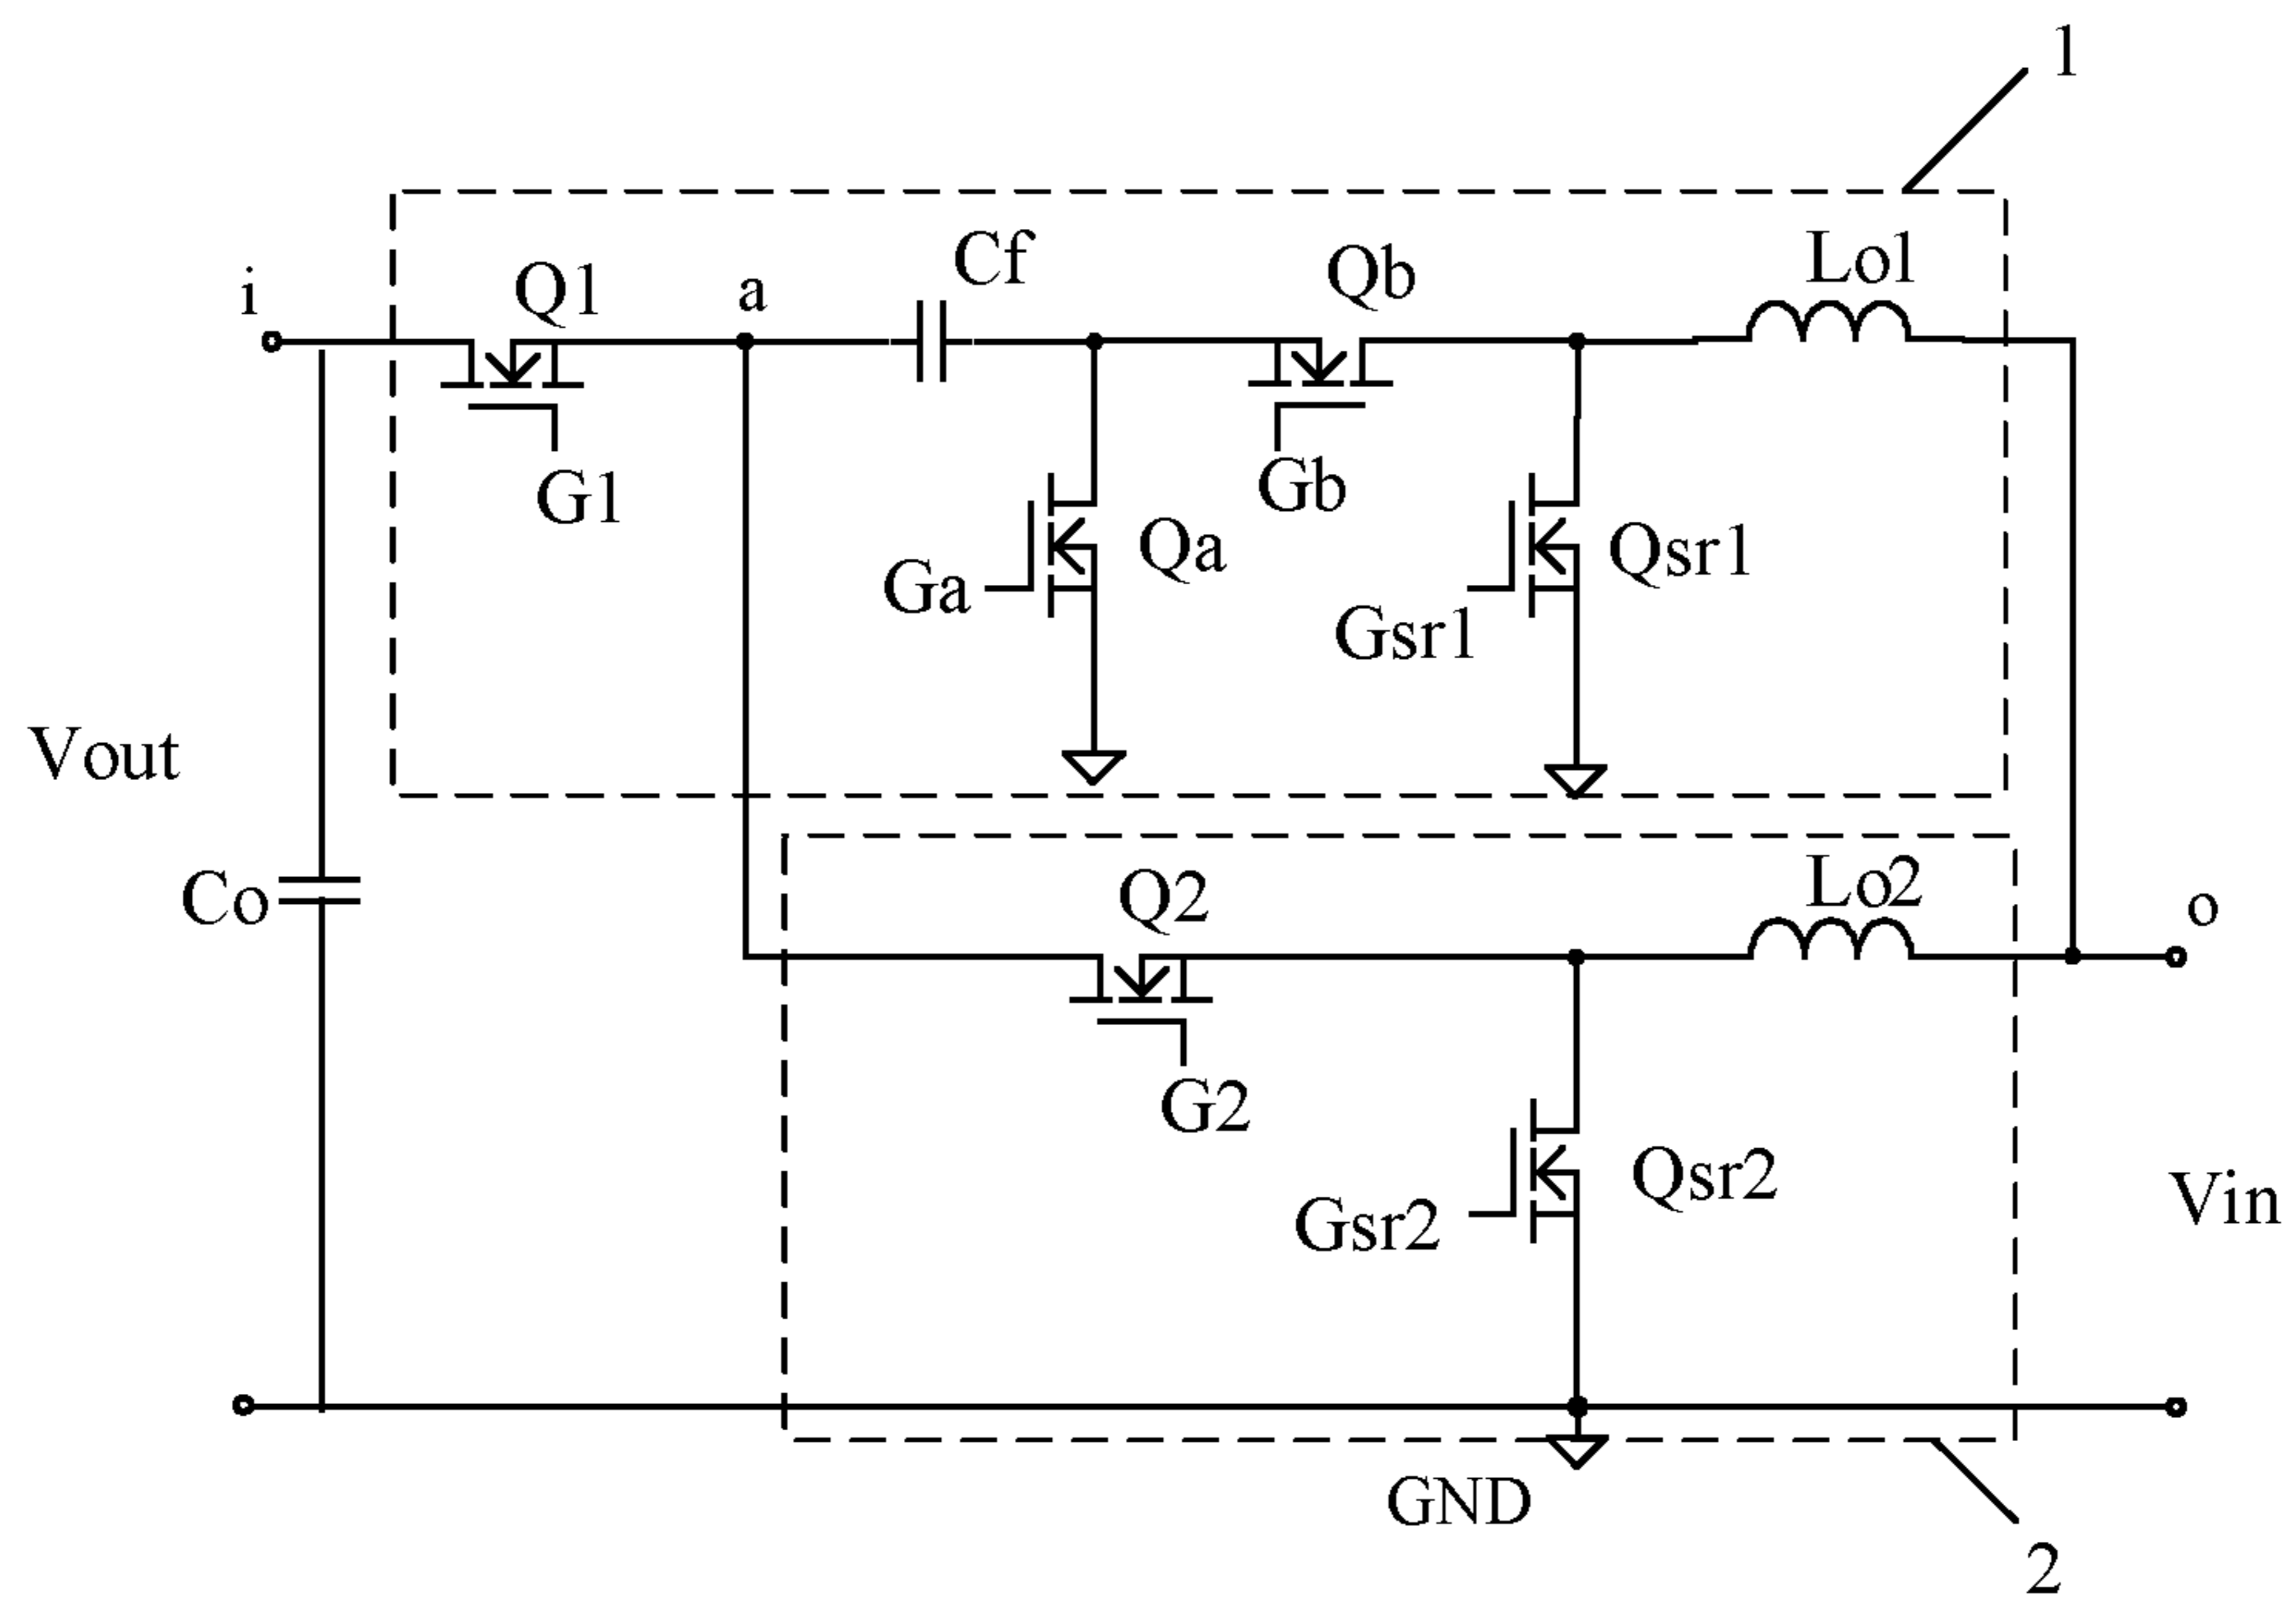 1
i
Q1
a
Cf
Qb
Lo1
G1
Gb
Ga
Qa
Gsr1
Qsr1
Vout
Co
Q2
Lo2
o
G2
Gsr2
Qsr2
Vin
GND
2